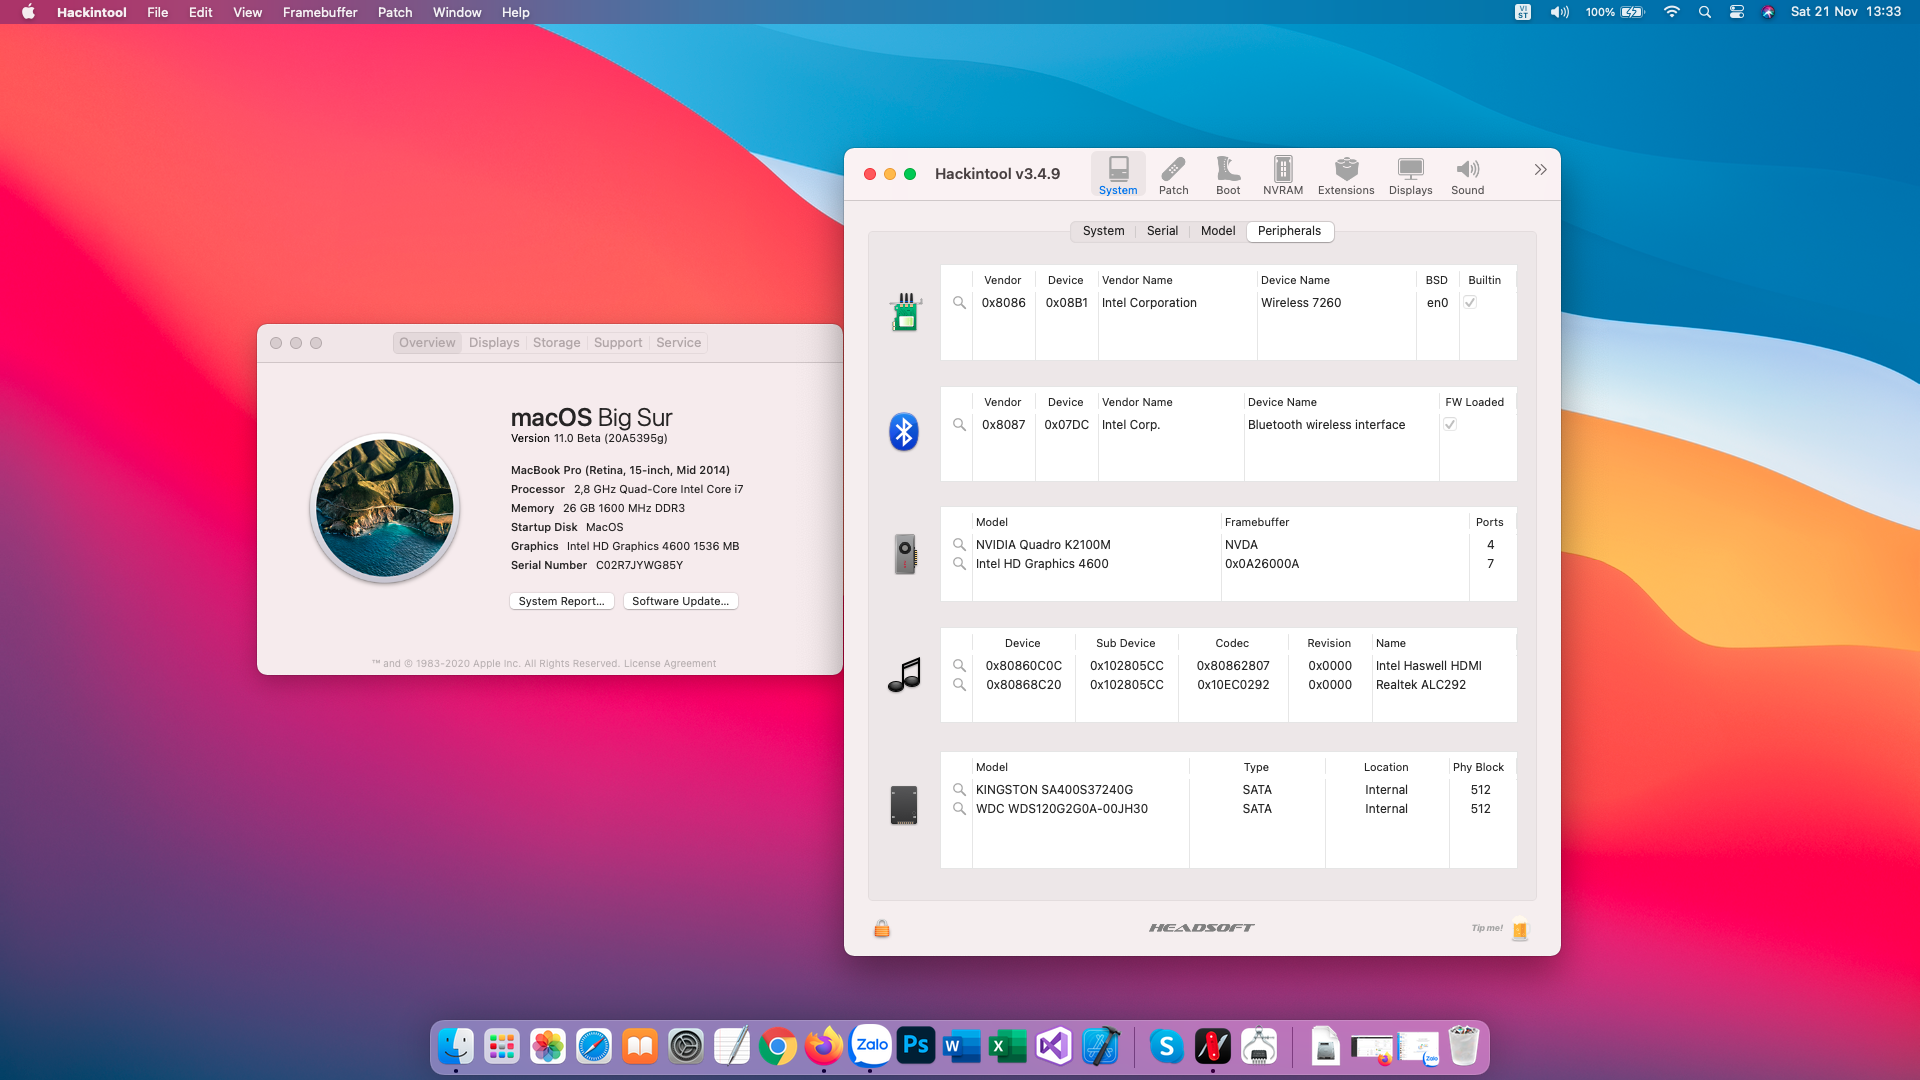 Hackintool File Edit View Framebuffer Patch Window Help
VI
ST
100%
Sat 21 Nov 13:33
Overview Displays Storage Support Service
macOS Big Sur
Version 11.0 Beta (20A5395g)
MacBook Pro (Retina, 15-inch, Mid 2014)
Processor 2,8 GHz Quad-Core Intel Core i7
Memory 26 GB 1600 MHz DDR3
Startup Disk MacOS
Graphics Intel HD Graphics 4600 1536 MB
Serial Number C02R7JYWG85Y
System Report... Software Update...
™ and © 1983-2020 Apple Inc. All Rights Reserved. License Agreement
Hackintool v3.4.9
System Patch Boot NVRAM Extensions Displays Sound
System Serial Model Peripherals
Vendor Device Vendor Name Device Name BSD Builtin
0x8086 0x08B1 Intel Corporation Wireless 7260 en0
Vendor Device Vendor Name Device Name FW Loaded
0x8087 0x07DC Intel Corp. Bluetooth wireless interface
Model Framebuffer Ports
NVIDIA Quadro K2100M NVDA 4
Intel HD Graphics 4600 0x0A26000A 7
Device Sub Device Codec Revision Name
0x80860C0C 0x102805CC 0x80862807 0x0000 Intel Haswell HDMI
0x80868C20 0x102805CC 0x10EC0292 0x0000 Realtek ALC292
Model Type Location Phy Block
KINGSTON SA400S37240G SATA Internal 512
WDC WDS120G2G0A-00JH30 SATA Internal 512
HEADSOFT
Tip me!
Zalo Ps W X S
Zalo